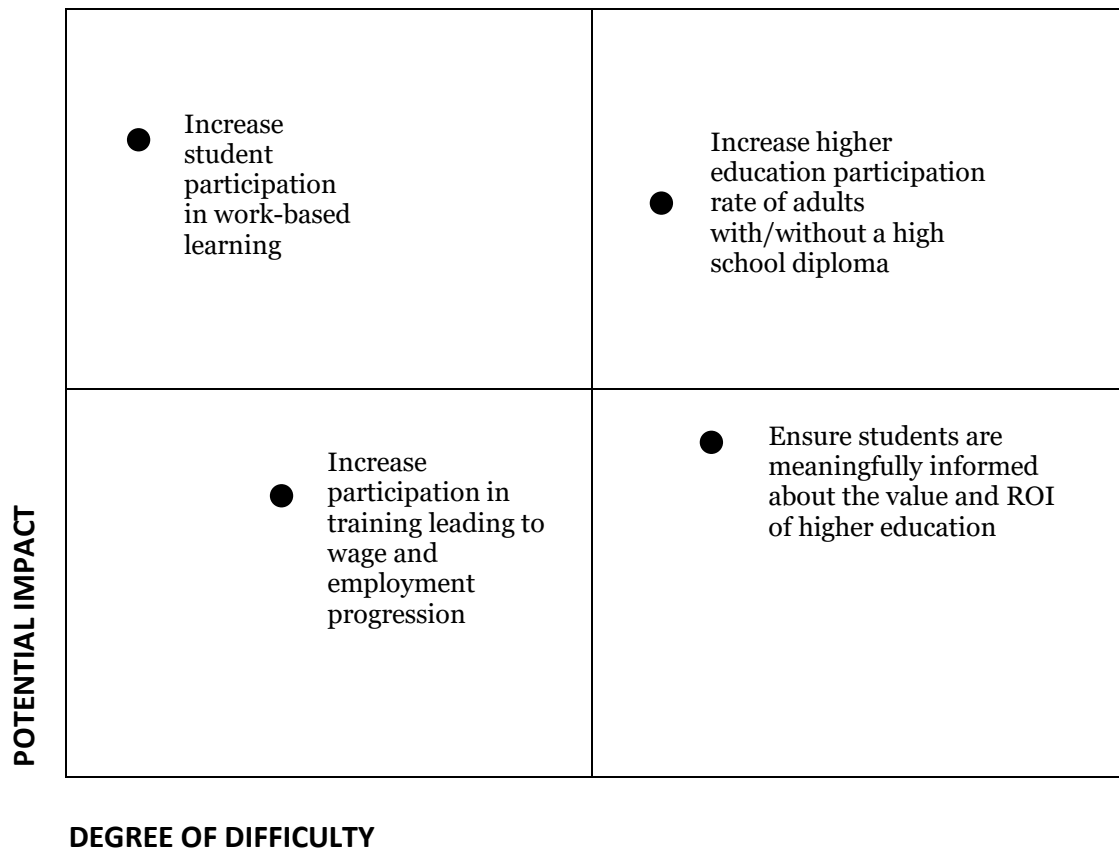 Increase
student
participation
in work-based
learning
Increase higher
education participation
rate of adults
with/without a high
school diploma
Increase
participation in
training leading to
wage and
employment
progression
Ensure students are
meaningfully informed
about the value and ROI
of higher education
POTENTIAL IMPACT
DEGREE OF DIFFICULTY